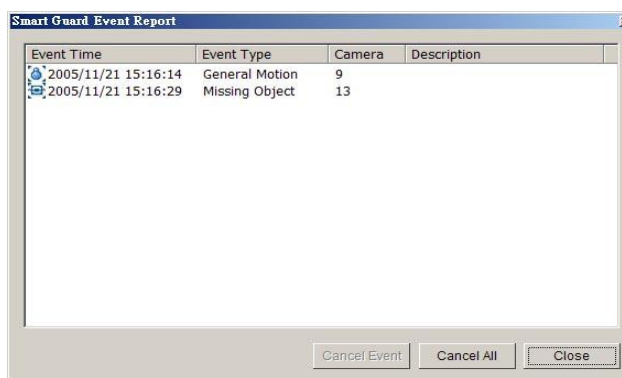 Smart Guard Event Report
Event Time Event Type Camera Description
2005/11/21 15:16:14 General Motion 9
2005/11/21 15:16:29 Missing Object 13
Cancel Event Cancel All Close